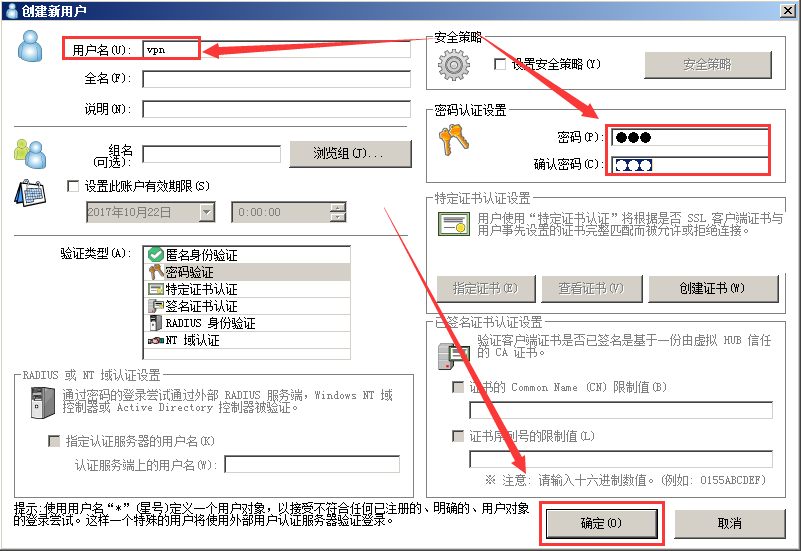 创建新用户
用户名(U):
vpn
全名(F):
说明(N):
组名
(可选):
浏览组(J)...
设置此账户有效期限(S)
2017年10月22日
0:00:00
验证类型(A):
匿名身份验证
密码验证
特定证书认证
签名证书认证
RADIUS 身份验证
NT 域认证
RADIUS 或 NT 域认证设置
通过密码的登录尝试通过外部 RADIUS 服务端, Windows NT 域
控制器或 Active Directory 控制器被验证。
指定认证服务器的用户名(K)
认证服务端上的用户名(W):
安全策略
设置安全策略(Y)
安全策略
密码认证设置
密码(P):
●●●
确认密码(C):
●●●
特定证书认证设置
用户使用“特定证书认证”将根据是否 SSL 客户端证书与
用户事先设置的证书完整匹配而被允许或拒绝连接。
指定证书(E)
查看证书(V)
创建证书(W)
已签名证书认证设置
验证客户端证书是否已签名是基于一份由虚拟 HUB 信任
的 CA 证书。
证书的 Common Name (CN) 限制值(B)
证书序列号的限制值(L)
※ 注意: 请输入十六进制数值。(例如: 0155ABCDEF)
提示:使用用户名“*”(星号)定义一个用户对象，以接受不符合任何已注册的、明确的、用户对象
的登录尝试。这样一个特殊的用户将使用外部用户认证服务器验证登录。
确定(O)
取消